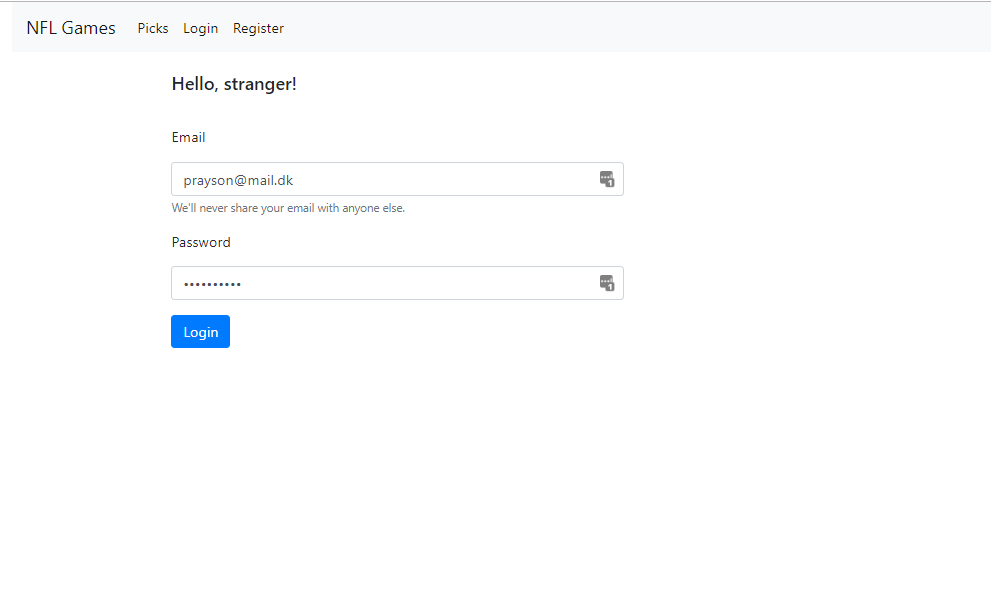 NFL Games Picks Login Register
Hello, stranger!
Email
prayson@mail.dk
We'll never share your email with anyone else.
Password
••••••••••
Login